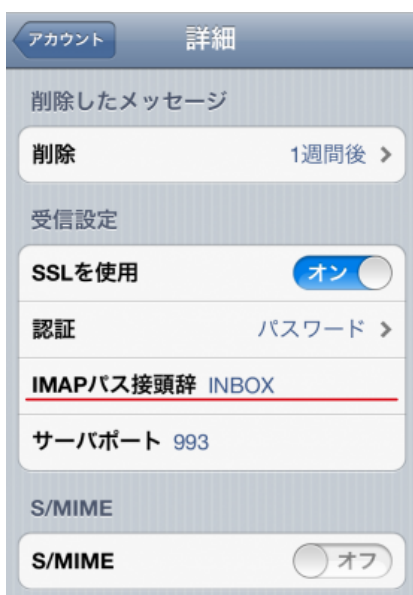 アカウント 詳細
削除したメッセージ
削除 1週間後
受信設定
SSLを使用 オン
認証 パスワード
IMAPパス接頭辞 INBOX
サーバポート 993
S/MIME
S/MIME オフ